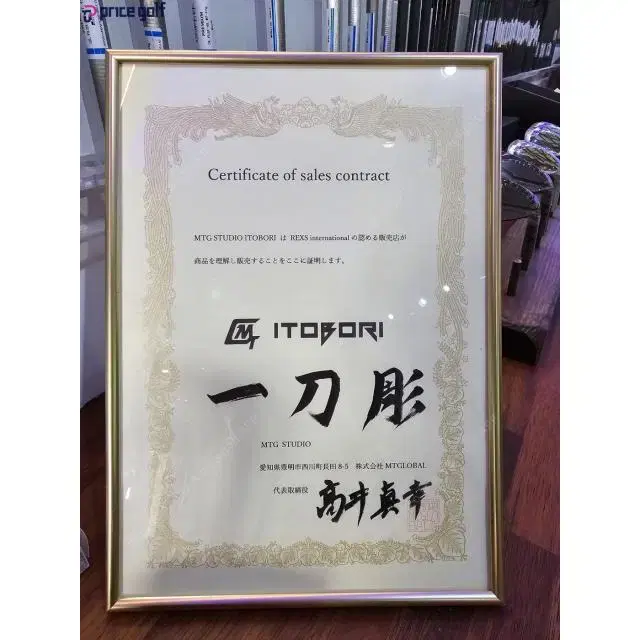 price golf
Certificate of sales contract
MTG STUDIO ITOBORI は REXS international の認める販売店が
商品を理解し販売することをここに証明します。
ITOBORI
一刀彫
MTG STUDIO
愛知県豊明市西川町長田 8-5 株式会社 MTGLOBAL
代表取締役 高井真幸